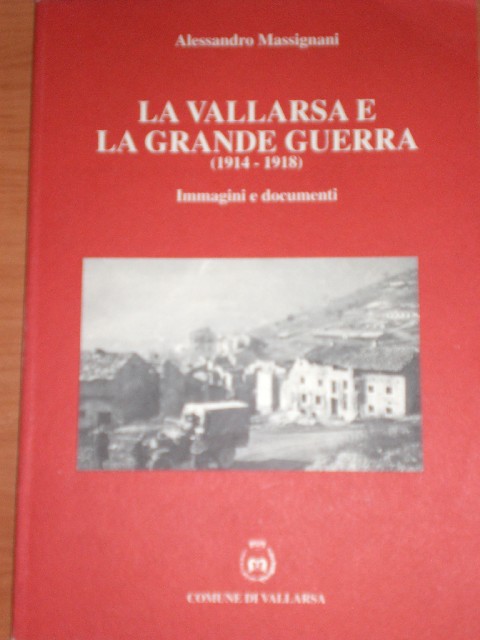 Alessandro Massignani
LA VALLARSA E
LA GRANDE GUERRA
(1914 - 1918)
Immagini e documenti
COMUNE DI VALLARSA